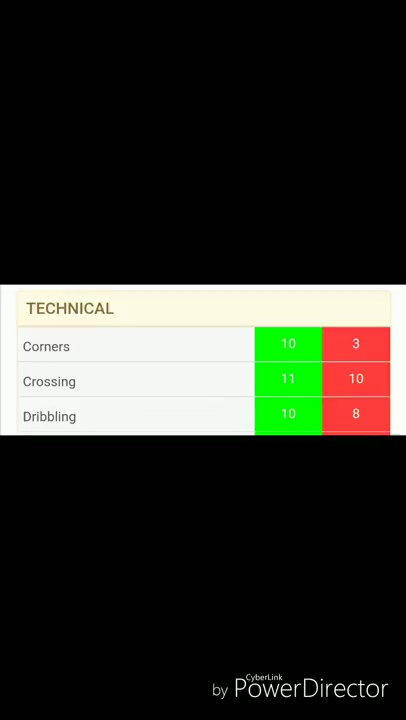 TECHNICAL
Corners 10 3
Crossing 11 10
Dribbling 10 8
CyberLink
by PowerDirector